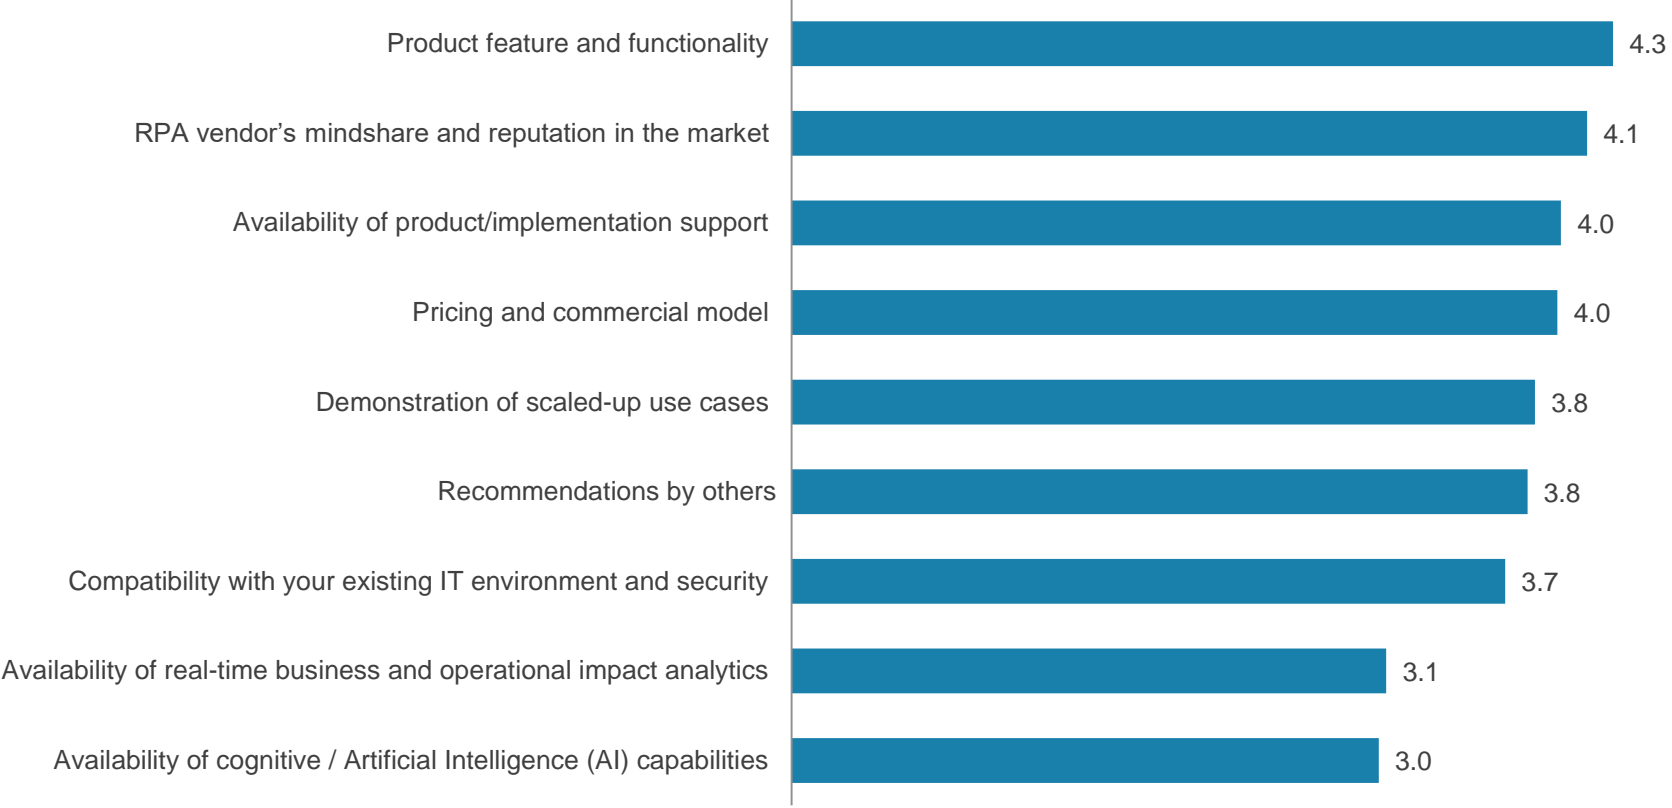 Product feature and functionality 4.3
RPA vendor’s mindshare and reputation in the market 4.1
Availability of product/implementation support 4.0
Pricing and commercial model 4.0
Demonstration of scaled-up use cases 3.8
Recommendations by others 3.8
Compatibility with your existing IT environment and security 3.7
Availability of real-time business and operational impact analytics 3.1
Availability of cognitive / Artificial Intelligence (AI) capabilities 3.0